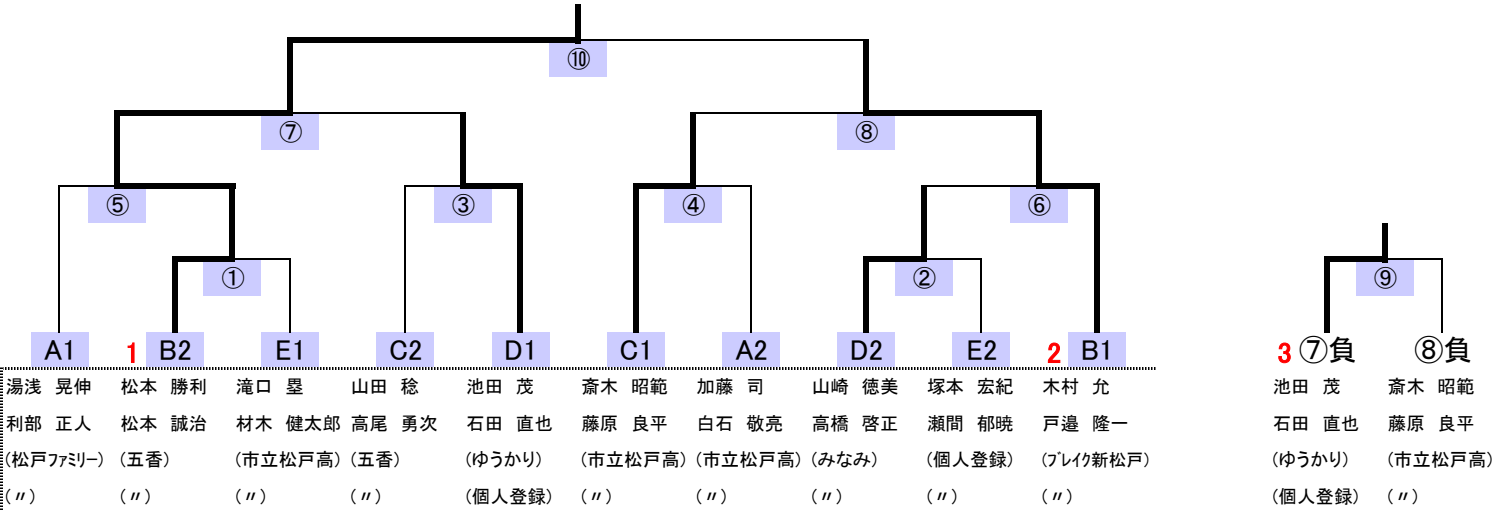 ⑩
⑦ ⑧
⑤ ③ ④ ⑥
① ② ⑨
A1 1 B2 E1 C2 D1 C1 A2 D2 E2 2 B1 3 ⑦負 ⑧負
湯浅 晃伸 松本 勝利 滝口 塁 山田 稔 池田 茂 斎木 昭範 加藤 司 山崎 徳美 塚本 宏紀 木村 允 池田 茂 斎木 昭範
利部 正人 松本 誠治 材木 健太郎 高尾 勇次 石田 直也 藤原 良平 白石 敬亮 高橋 啓正 瀬間 郁暁 戸邉 隆一 石田 直也 藤原 良平
(松戸ファミリー) (五香) (市立松戸高) (五香) (ゆうかり) (市立松戸高) (市立松戸高) (みなみ) (個人登録) (ブレイク新松戸) (ゆうかり) (市立松戸高)
(〃) (〃) (〃) (〃) (個人登録) (〃) (〃) (〃) (〃) (〃) (個人登録) (〃)